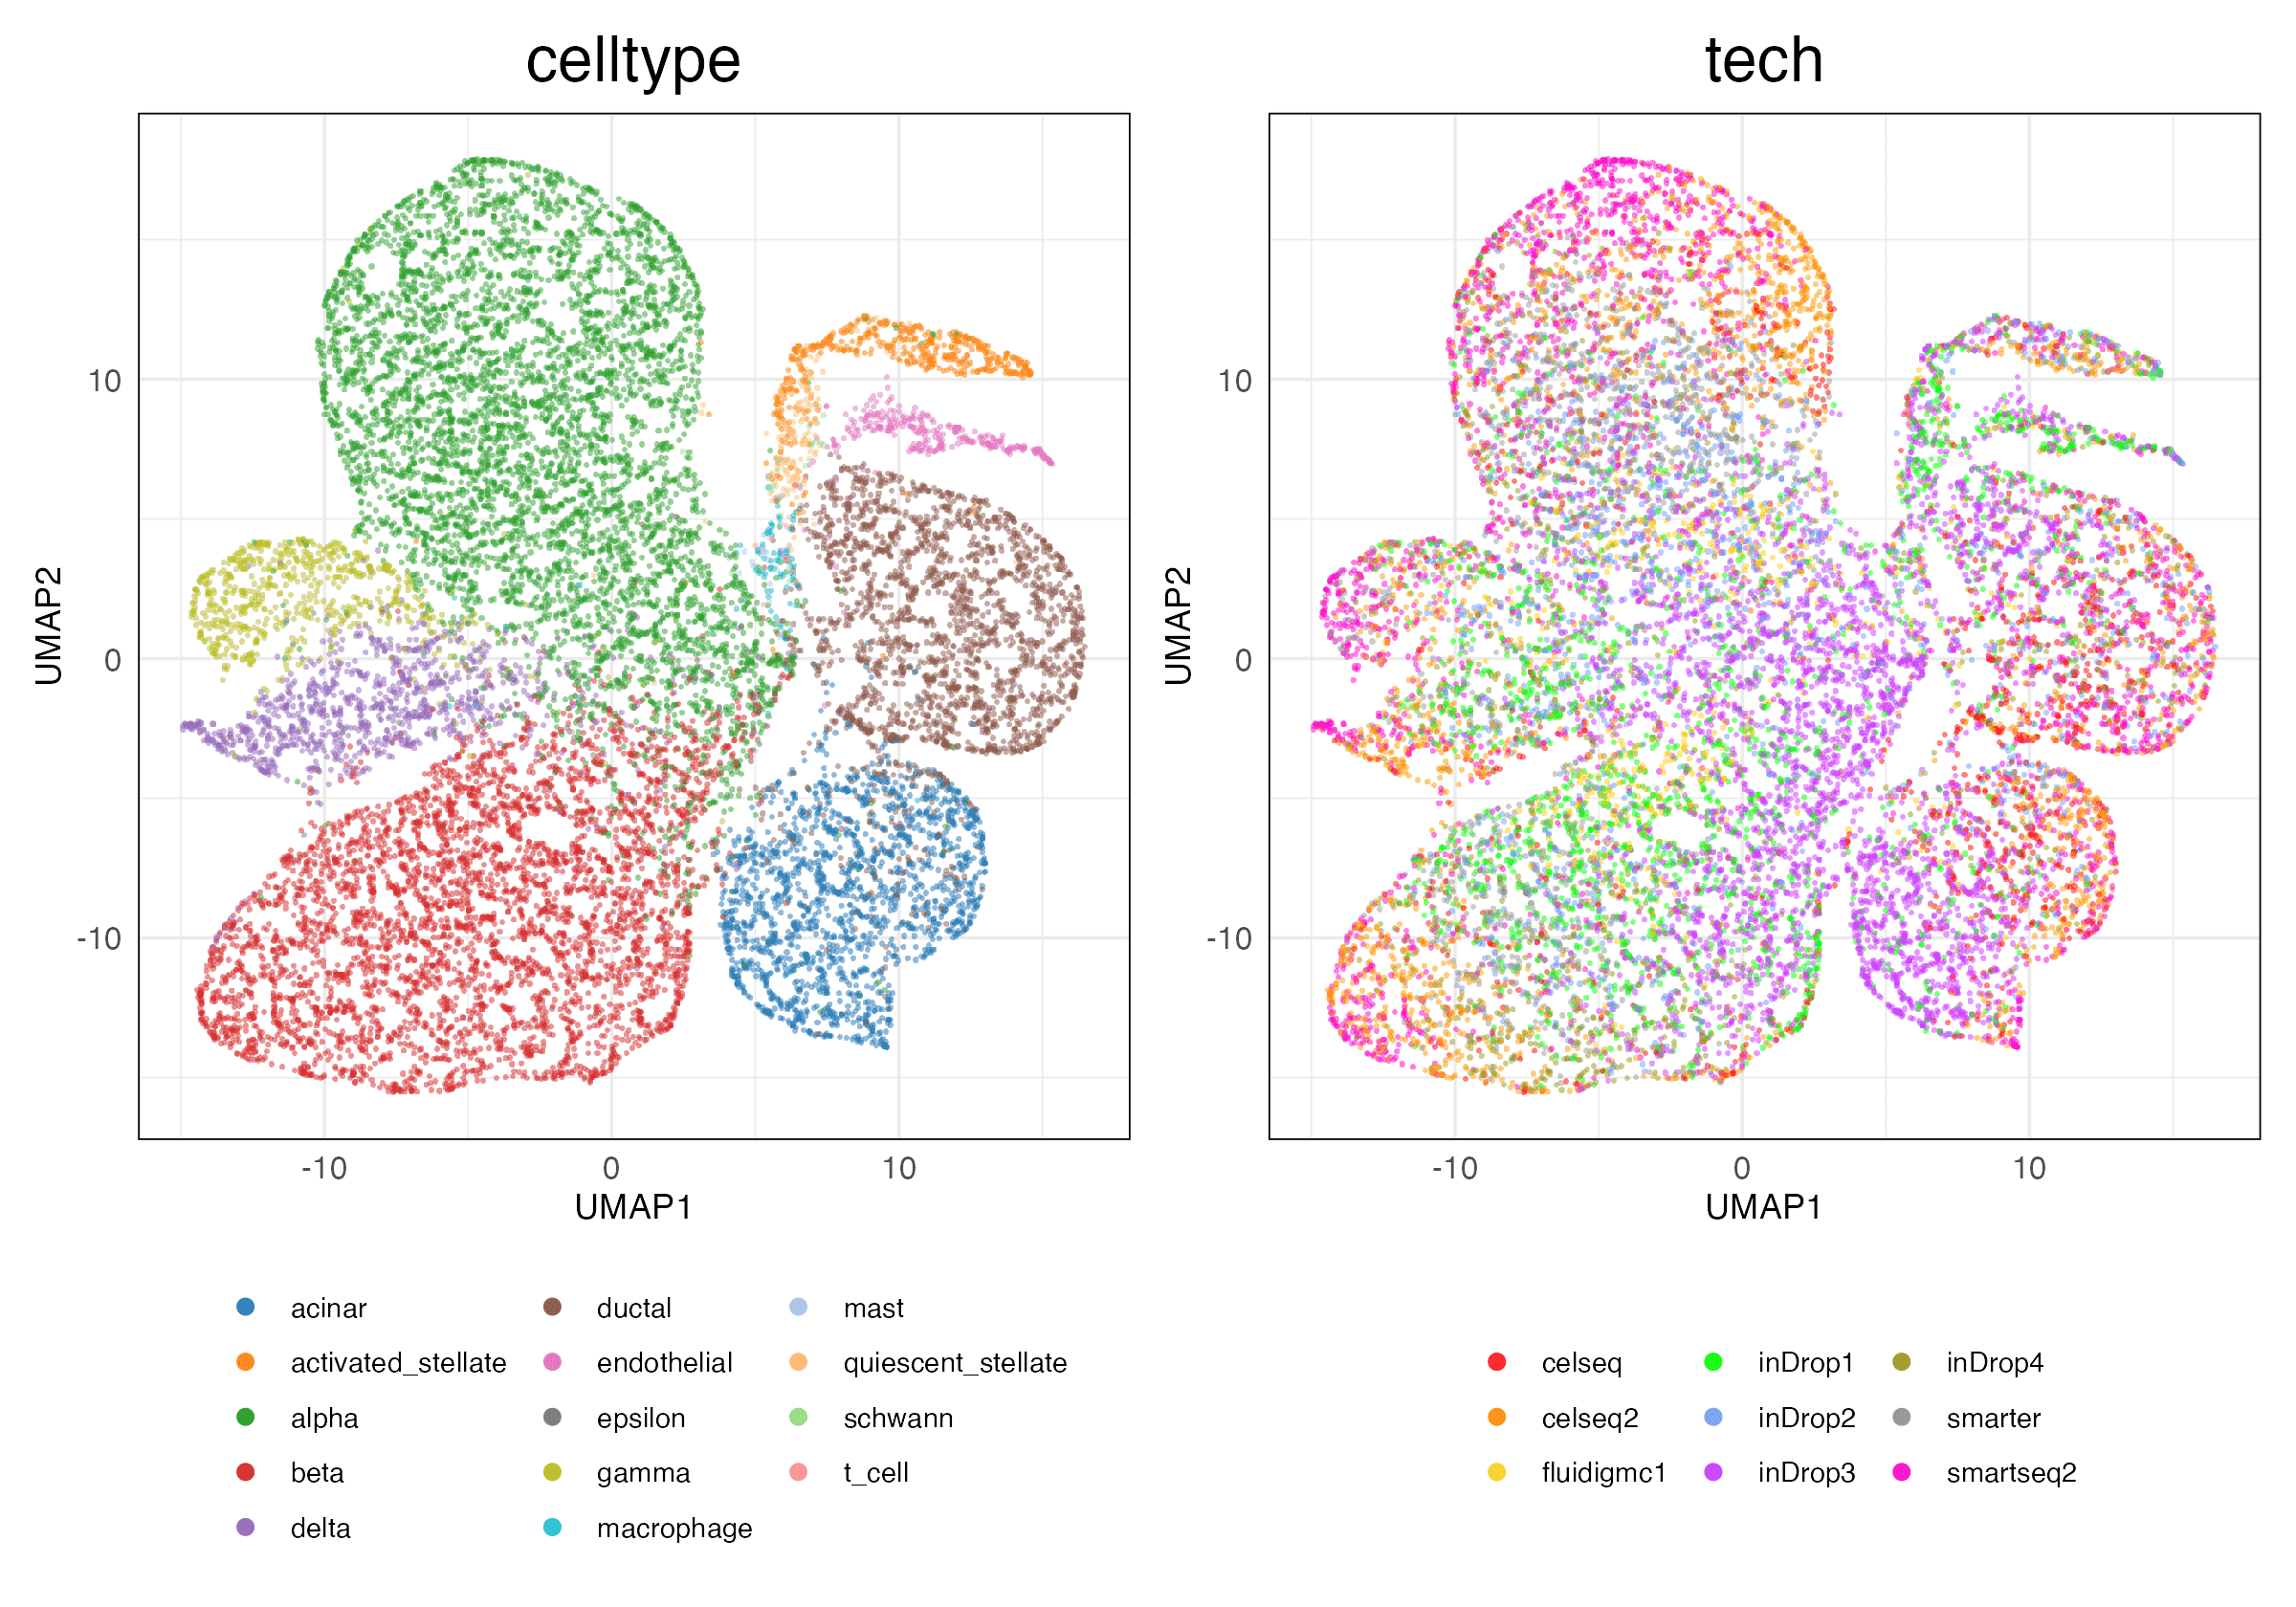 celltype
tech
UMAP2
10
0
-10
-10
0
10
UMAP1
UMAP2
10
0
-10
-10
0
10
UMAP1
acinar
activated_stellate
alpha
beta
delta
ductal
endothelial
epsilon
gamma
macrophage
mast
quiescent_stellate
schwann
t_cell
celseq
celseq2
fluidigmc1
inDrop1
inDrop2
inDrop3
inDrop4
smarter
smartseq2